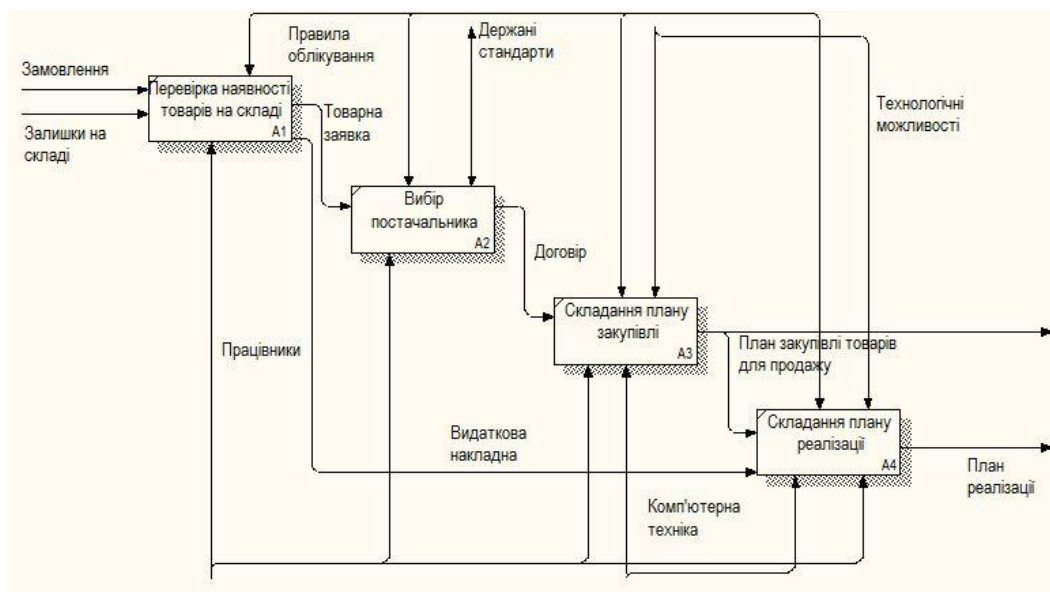 Правила
облікування
Держані
стандарти
Замовлення
Перевірка наявності
товарів на складі
A1
Товарна
заявка
Технологічні
можливості
Залишки на
складі
Вибір
постачальника
A2
Договір
Складання плану
закупівлі
A3
Працівники
План закупівлі товарів
для продажу
Складання плану
реалізації
A4
Видаткова
накладна
План
реалізації
Комп'ютерна
техніка